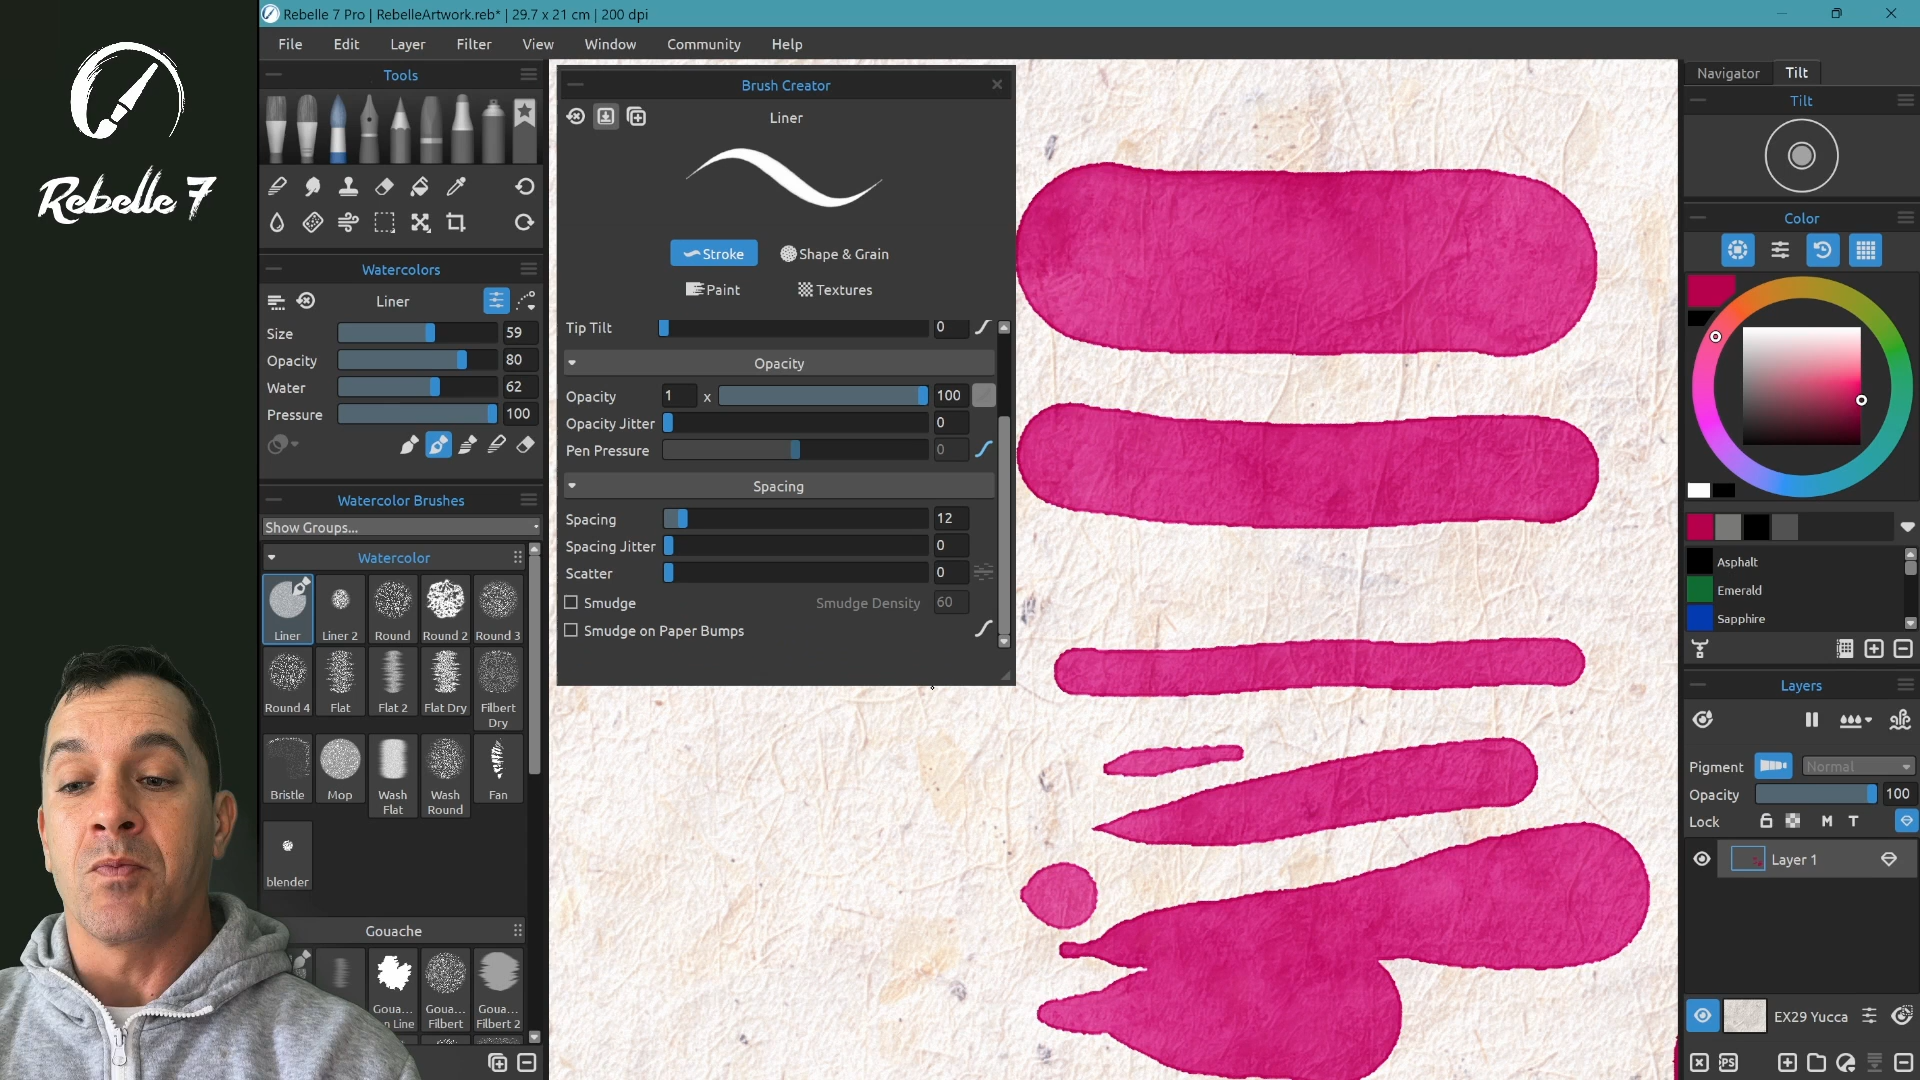 Rebelle 7
Rebelle 7 Pro | RebelleArtwork.reb* | 29.7 x 21 cm | 200 dpi
File Edit Layer Filter View Window Community Help
Tools
Watercolors
Liner
Size 59
Opacity 80
Water 62
Pressure 100
Watercolor Brushes
Show Groups...
Watercolor
Liner Liner 2 Round Round 2 Round 3
Round 4 Flat Flat 2 Flat Dry Filbert Dry
Bristle Mop Wash Flat Wash Round Fan
blender
Gouache
Goua... n Line Goua... Filbert Goua... Filbert 2
Brush Creator
Liner
Stroke Shape & Grain
Paint Textures
Tip Tilt 0
Opacity
Opacity 1 x 100
Opacity Jitter 0
Pen Pressure 0
Spacing
Spacing 12
Spacing Jitter 0
Scatter 0
Smudge Smudge Density 60
Smudge on Paper Bumps
Navigator Tilt
Tilt
Color
Asphalt
Emerald
Sapphire
Layers
Pigment Normal
Opacity 100
Lock M T
Layer 1
EX29 Yucca
PS